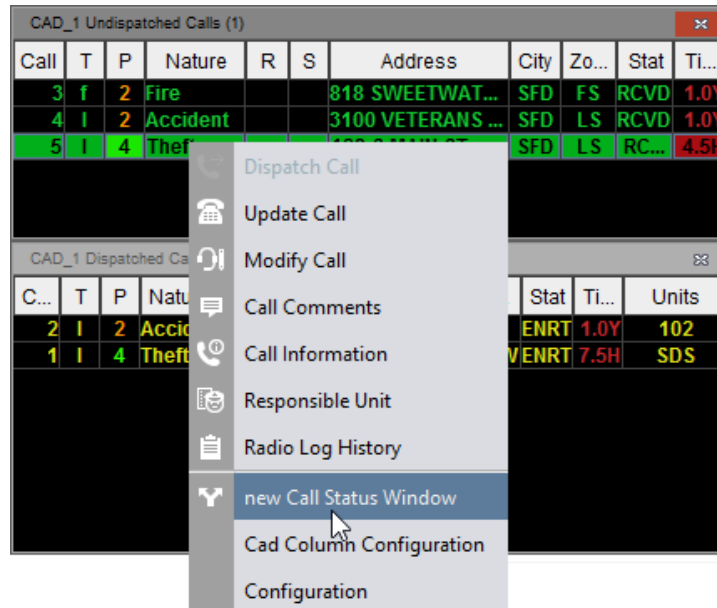 CAD_1 Undispatched Calls (1)
Call T P Nature R S Address City Zo... Stat Ti...
3 f 2 Fire 818 SWEETWAT... SFD FS RCVD 1.0Y
4 l 2 Accident 3100 VETERANS ... SFD LS RCVD 1.0Y
5 l 4 Theft SFD LS RC... 4.5H
Dispatch Call
Update Call
Modify Call
Call Comments
Call Information
Responsible Unit
Radio Log History
new Call Status Window
Cad Column Configuration
Configuration
CAD_1 Dispatched Ca
C... T P Natu Stat Ti... Units
2 l 2 Accid ENRT 1.0Y 102
1 l 4 Theft ENRT 7.5H SDS